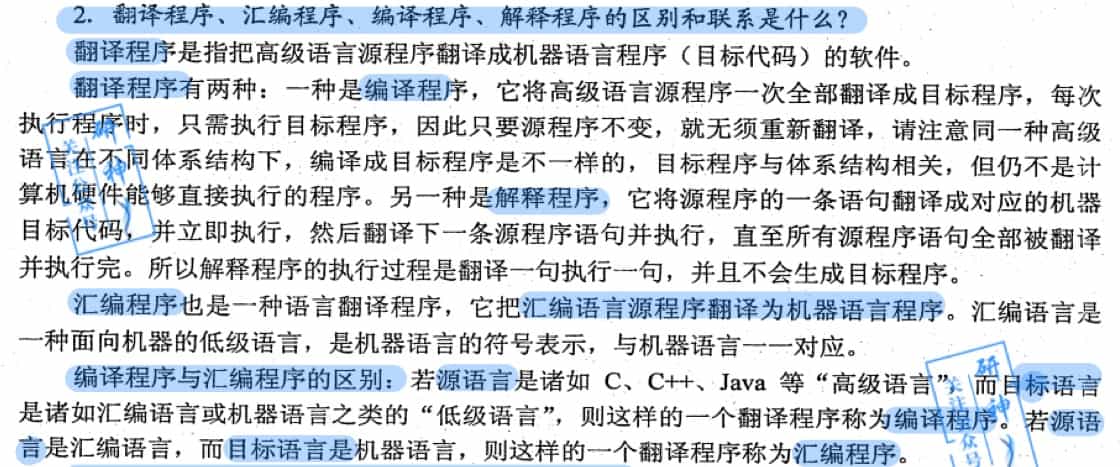 2. 翻译程序、汇编程序、编译程序、解释程序的区别和联系是什么？
翻译程序是指把高级语言源程序翻译成机器语言程序（目标代码）的软件。
翻译程序有两种：一种是编译程序，它将高级语言源程序一次全部翻译成目标程序，每次
执行程序时，只需执行目标程序，因此只要源程序不变，就无须重新翻译，请注意同一种高级
语言在不同体系结构下，编译成目标程序是不一样的，目标程序与体系结构相关，但仍不是计
算机硬件能够直接执行的程序。另一种是解释程序，它将源程序的一条语句翻译成对应的机器
目标代码，并立即执行，然后翻译下一条源程序语句并执行，直至所有源程序语句全部被翻译
并执行完。所以解释程序的执行过程是翻译一句执行一句，并且不会生成目标程序。
汇编程序也是一种语言翻译程序，它把汇编语言源程序翻译为机器语言程序。汇编语言是
一种面向机器的低级语言，是机器语言的符号表示，与机器语言一一对应。
编译程序与汇编程序的区别：若源语言是诸如 C、C++、Java 等“高级语言”，而目标语言
是诸如汇编语言或机器语言之类的“低级语言”，则这样的一个翻译程序称为编译程序。若源语
言是汇编语言，而目标语言是机器语言，则这样的一个翻译程序称为汇编程序。